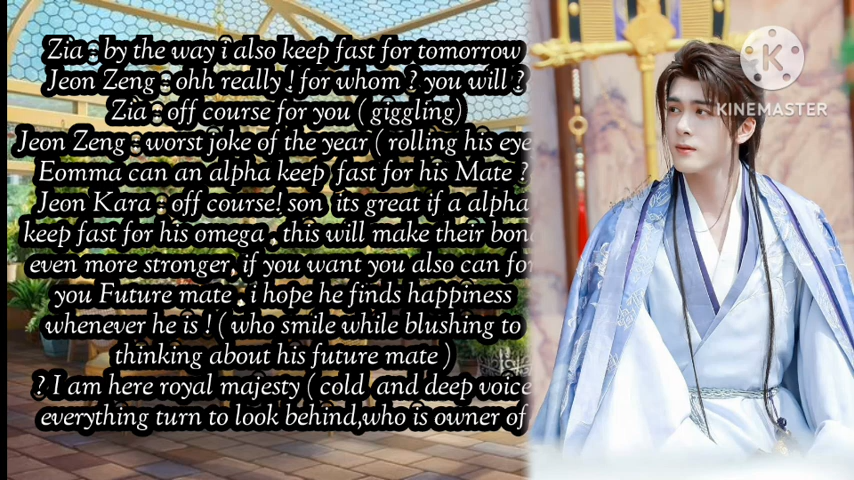 Zia : by the way i also keep fast for tomorrow
Jeon Zeng : ohh really ! for whom ? you will ?
Zia : off course for you ( giggling)
Jeon Zeng : worst joke of the year ( rolling his eye
Eomma can an alpha keep fast for his Mate ?
Jeon Kara : off course! son its great if a alpha
keep fast for his omega , this will make their bon
even more stronger, if you want you also can for
you Future mate , i hope he finds happiness
whenever he is ! ( who smile while blushing to
thinking about his future mate )
? I am here royal majesty ( cold and deep voice
everything turn to look behind,who is owner of
KINEMASTER